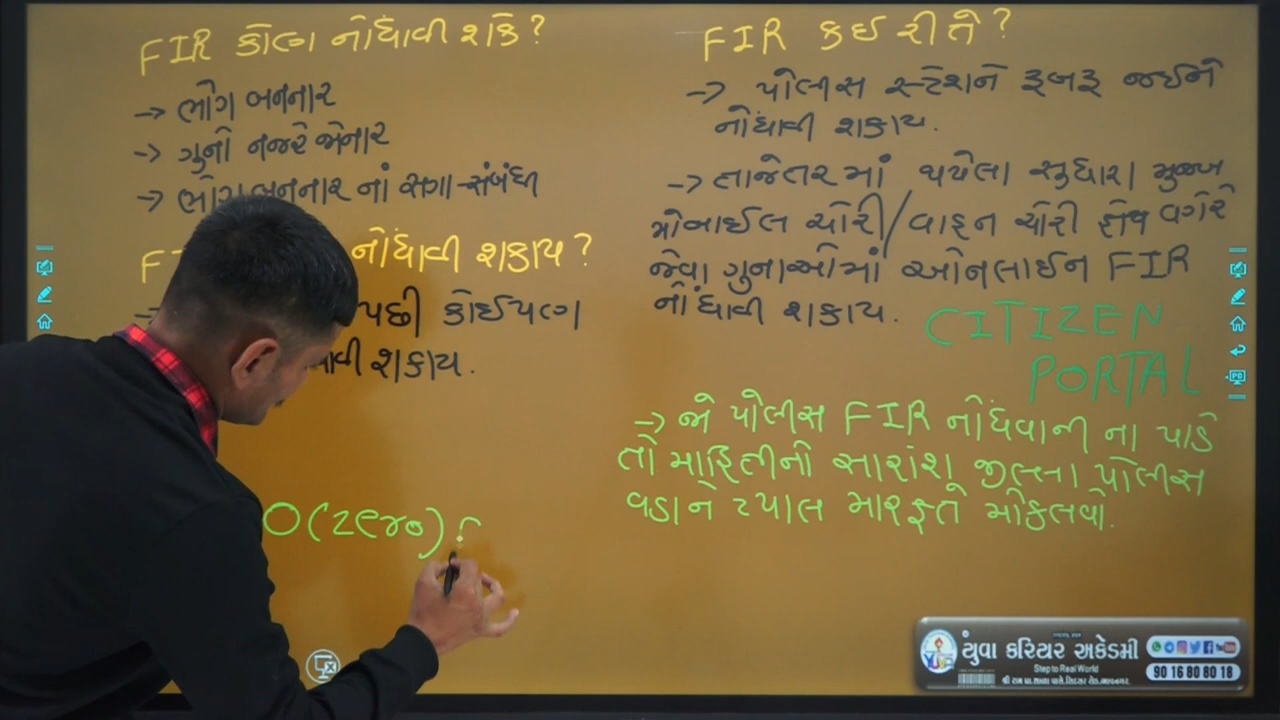 FIR કોણ નોંધાવી શકે?
→ ભોગ બનનાર
→ ગુનો નજરે જોનાર
→ ભોગ બનનાર નાં સગા-સંબંધી
નોંધાવી શકાય?
પછી કોઈપણ
શકાય.
O(zero)
FIR કઈ રીતે?
→ પોલીસ સ્ટેશને રૂબરૂ જઈને
નોંધાવી શકાય.
→ તાજેતરમાં થયેલા સુધારા મુજબ
મોબાઈલ ચોરી/વાહન ચોરી વગેરે
જેવા ગુનાઓમાં ઓનલાઈન FIR
નોંધાવી શકાય.
CITIZEN
PORTAL
→ જો પોલીસ FIR નોંધવાની ના પાડે
તો માહિતીનો સારાંશ જીલ્લા પોલીસ
વડાને ટપાલ મારફતે મોકલવો.
યુવા કરિયર એકેડમી
Step to Real World
90 16 80 80 18